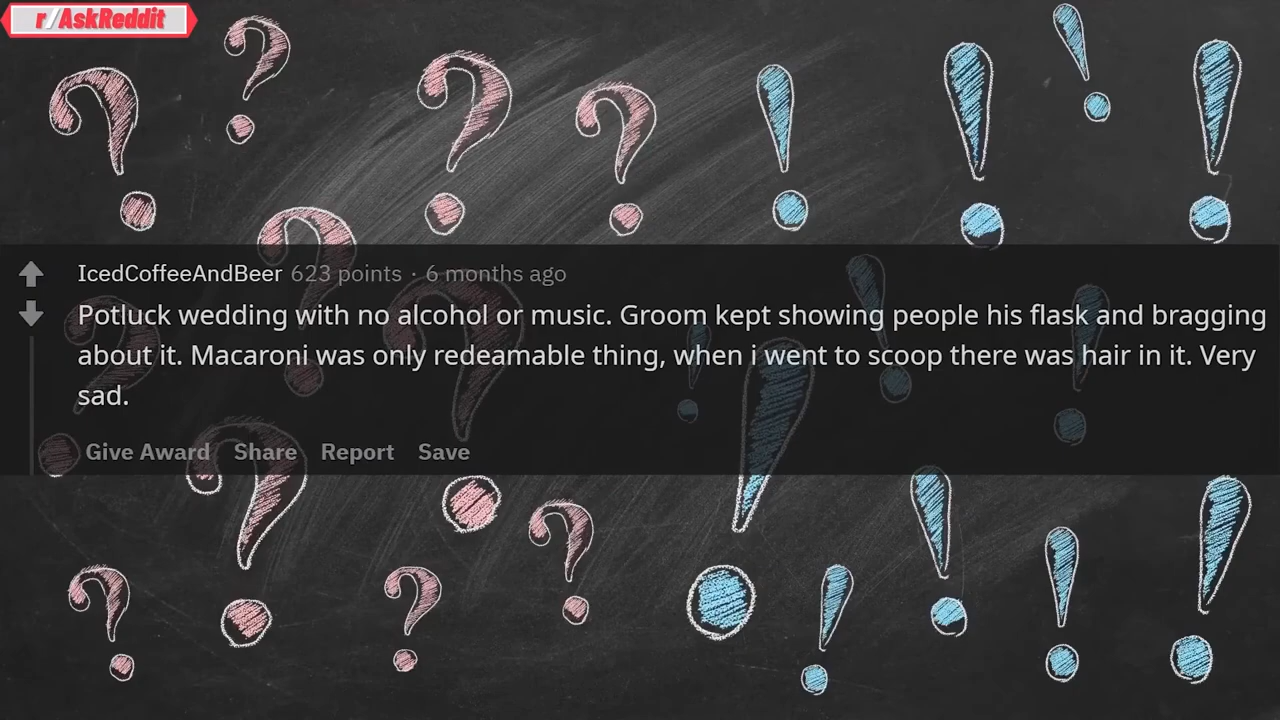 r/AskReddit
IcedCoffeeAndBeer 623 points · 6 months ago
Potluck wedding with no alcohol or music. Groom kept showing people his flask and bragging
about it. Macaroni was only redeamable thing, when i went to scoop there was hair in it. Very
sad.
Give Award Share Report Save